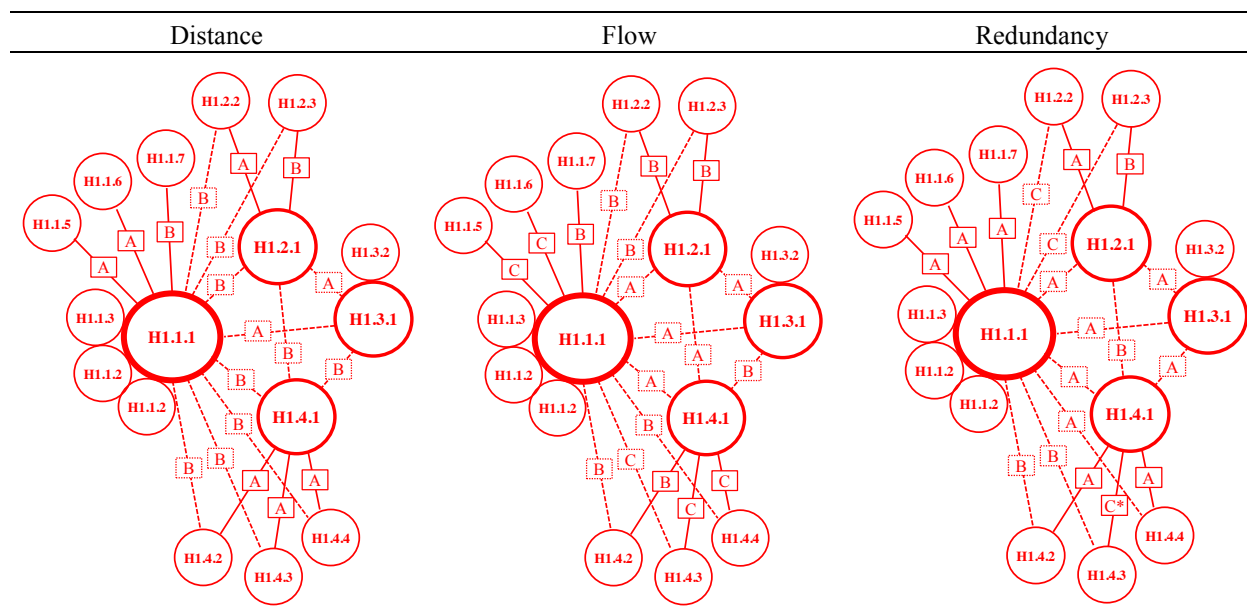 Distance Flow Redundancy
H1.2.2 H1.2.3
H1.1.7 A B
H1.1.6 B
H1.1.5 B H1.2.1 H1.3.2
A A B B A
H1.1.3 H1.1.1 A H1.3.1
H1.1.2 B B
H1.1.2 B H1.4.1
B
B B A A
A
H1.4.2 H1.4.3 H1.4.4
H1.2.2 H1.2.3
H1.1.7 B B
H1.1.6 B
H1.1.5 C B B H1.2.1 H1.3.2
C A A
H1.1.3 H1.1.1 A H1.3.1
H1.1.2 A B
H1.1.2 A H1.4.1
B
B C B C
C
H1.4.2 H1.4.3 H1.4.4
H1.2.2 H1.2.3
H1.1.7 A B
H1.1.6 C
H1.1.5 A A C H1.2.1 H1.3.2
A A A
H1.1.3 H1.1.1 A H1.3.1
H1.1.2 B A
H1.1.2 A H1.4.1
A
B B A A
C*
H1.4.2 H1.4.3 H1.4.4